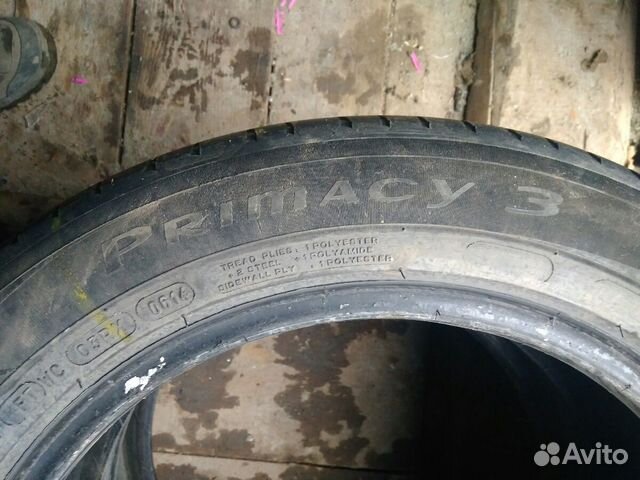 PRIMACY 3
TREAD PLIES: 1 POLYESTER
+ 2 STEEL + 1 POLYAMIDE
SIDEWALL PLY : 1 POLYESTER
0614
Avito